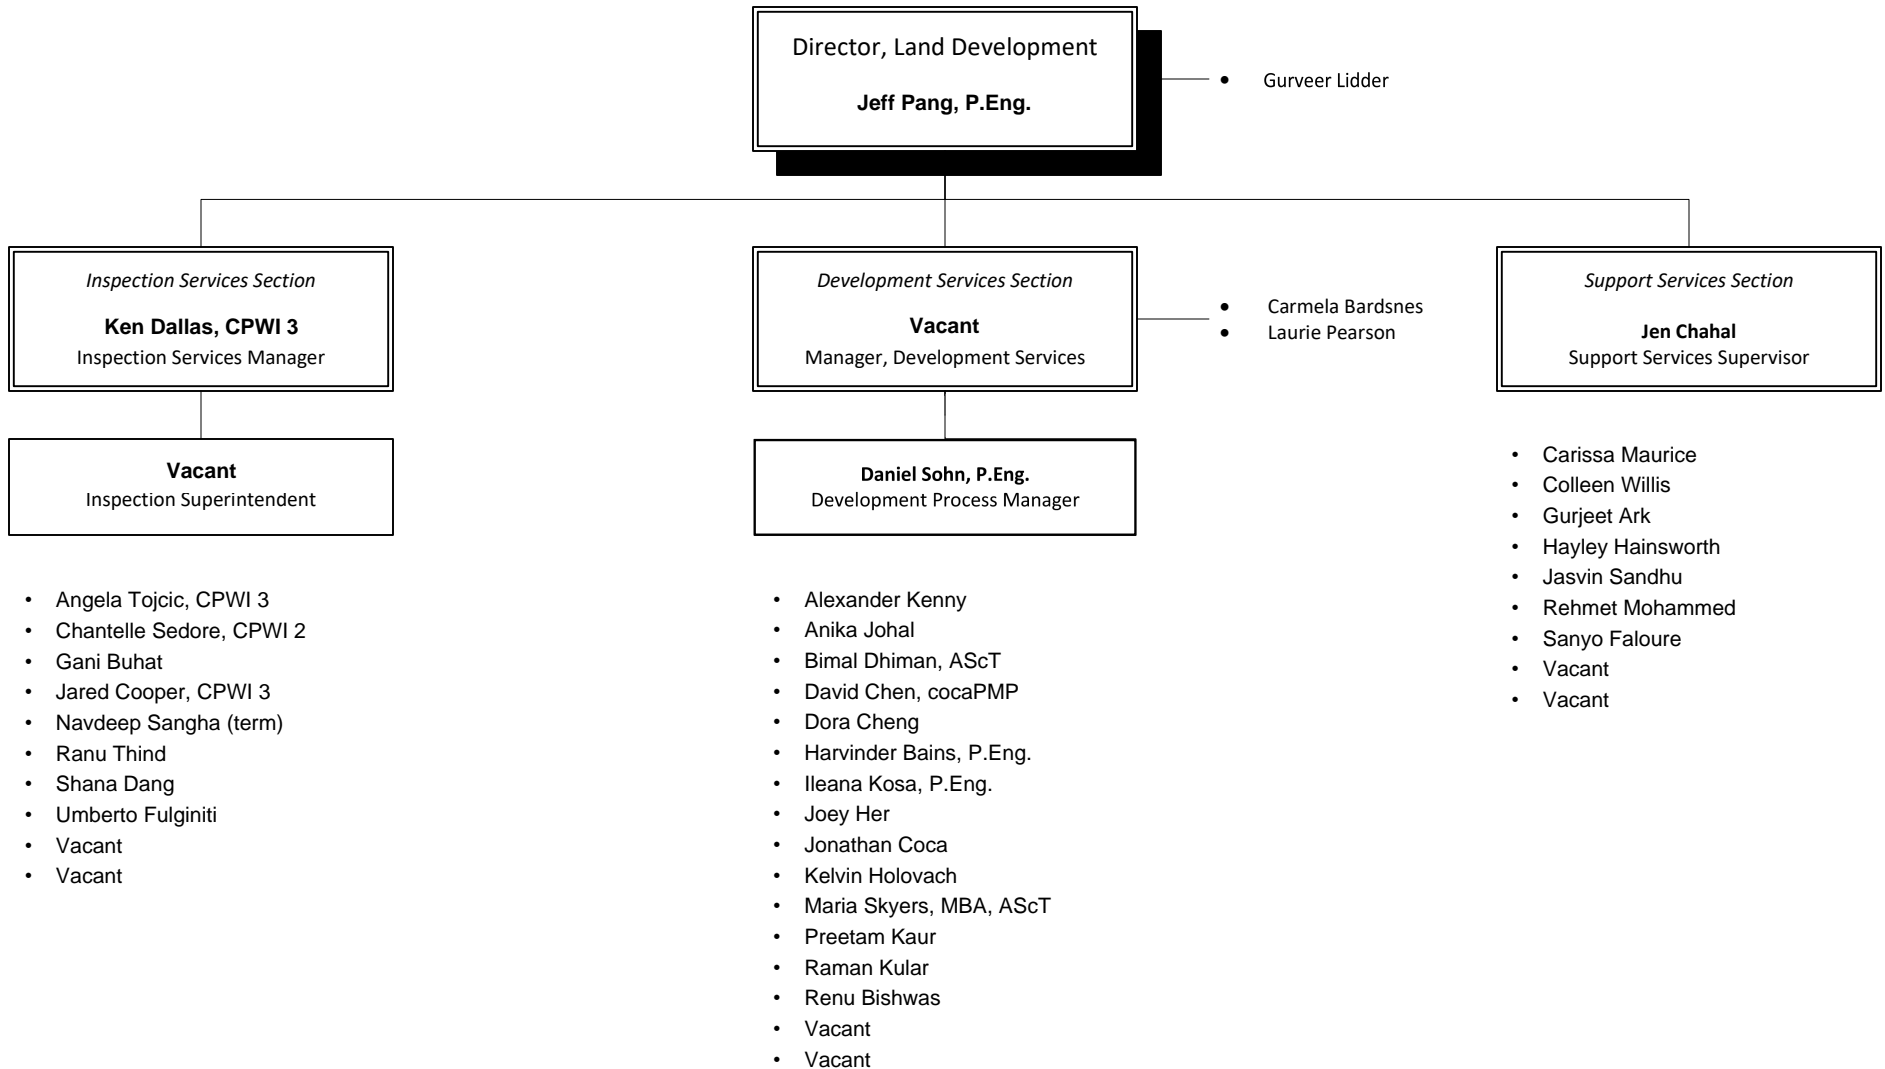 Director, Land Development
Jeff Pang, P.Eng.
• Gurveer Lidder
Inspection Services Section
Ken Dallas, CPWI 3
Inspection Services Manager
Development Services Section
Vacant
Manager, Development Services
• Carmela Bardsnes
• Laurie Pearson
Support Services Section
Jen Chahal
Support Services Supervisor
Vacant
Inspection Superintendent
• Angela Tojcic, CPWI 3
• Chantelle Sedore, CPWI 2
• Gani Buhat
• Jared Cooper, CPWI 3
• Navdeep Sangha (term)
• Ranu Thind
• Shana Dang
• Umberto Fulginiti
• Vacant
• Vacant
Daniel Sohn, P.Eng.
Development Process Manager
• Alexander Kenny
• Anika Johal
• Bimal Dhiman, AScT
• David Chen, cocaPMP
• Dora Cheng
• Harvinder Bains, P.Eng.
• Ileana Kosa, P.Eng.
• Joey Her
• Jonathan Coca
• Kelvin Holovach
• Maria Skyers, MBA, AScT
• Preetam Kaur
• Raman Kular
• Renu Bishwas
• Vacant
• Vacant
• Carissa Maurice
• Colleen Willis
• Gurjeet Ark
• Hayley Hainsworth
• Jasvin Sandhu
• Rehmet Mohammed
• Sanyo Faloure
• Vacant
• Vacant